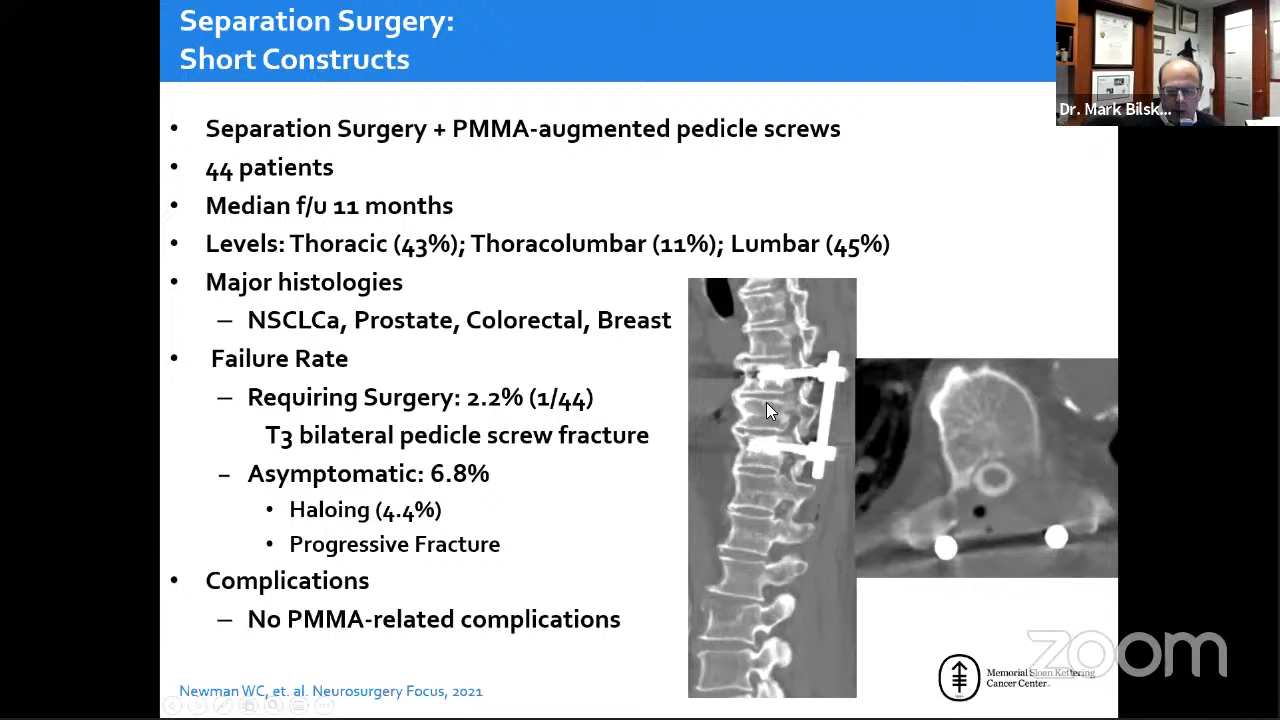 Separation Surgery:
Short Constructs
Dr. Mark Bilsk...
• Separation Surgery + PMMA-augmented pedicle screws
• 44 patients
• Median f/u 11 months
• Levels: Thoracic (43%); Thoracolumbar (11%); Lumbar (45%)
• Major histologies
– NSCLCa, Prostate, Colorectal, Breast
• Failure Rate
– Requiring Surgery: 2.2% (1/44)
T3 bilateral pedicle screw fracture
– Asymptomatic: 6.8%
• Haloing (4.4%)
• Progressive Fracture
• Complications
– No PMMA-related complications
zoom
Memorial Sloan Kettering
Cancer Center
Newman WC, et. al. Neurosurgery Focus, 2021